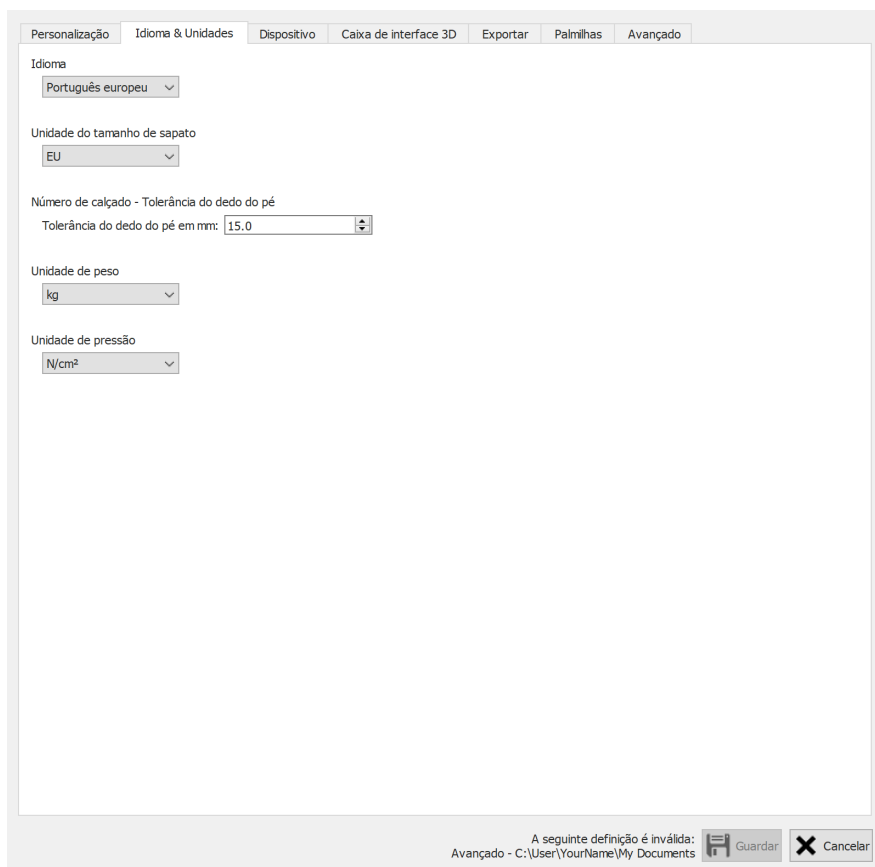 Personalização Idioma & Unidades Dispositivo Caixa de interface 3D Exportar Palmilhas Avançado
Idioma
Português europeu
Unidade do tamanho de sapato
EU
Número de calçado - Tolerância do dedo do pé
Tolerância do dedo do pé em mm: 15.0
Unidade de peso
kg
Unidade de pressão
N/cm²
A seguinte definição é inválida:
Avançado - C:\User\YourName\My Documents
Guardar
Cancelar